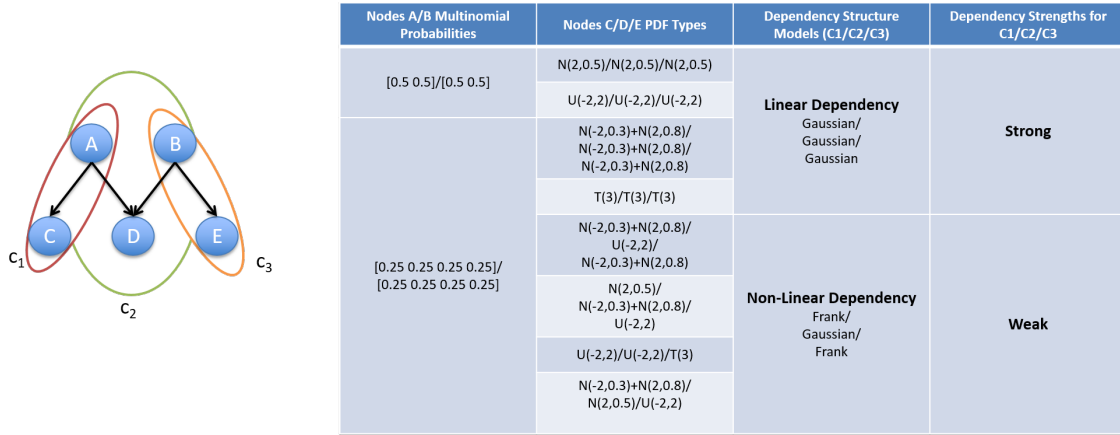 A
B
C
D
E
c1
c2
c3
Nodes A/B Multinomial
Probabilities
Nodes C/D/E PDF Types
Dependency Structure
Models (C1/C2/C3)
Dependency Strengths for
C1/C2/C3
[0.5 0.5]/[0.5 0.5]
N(2,0.5)/N(2,0.5)/N(2,0.5)
U(-2,2)/U(-2,2)/U(-2,2)
[0.25 0.25 0.25 0.25]/
[0.25 0.25 0.25 0.25]
N(-2,0.3)+N(2,0.8)/
N(-2,0.3)+N(2,0.8)/
N(-2,0.3)+N(2,0.8)
T(3)/T(3)/T(3)
N(-2,0.3)+N(2,0.8)/
U(-2,2)/
N(-2,0.3)+N(2,0.8)
N(2,0.5)/
N(-2,0.3)+N(2,0.8)/
U(-2,2)
U(-2,2)/U(-2,2)/T(3)
N(-2,0.3)+N(2,0.8)/
N(2,0.5)/U(-2,2)
Linear Dependency
Gaussian/
Gaussian/
Gaussian
Non-Linear Dependency
Frank/
Gaussian/
Frank
Strong
Weak